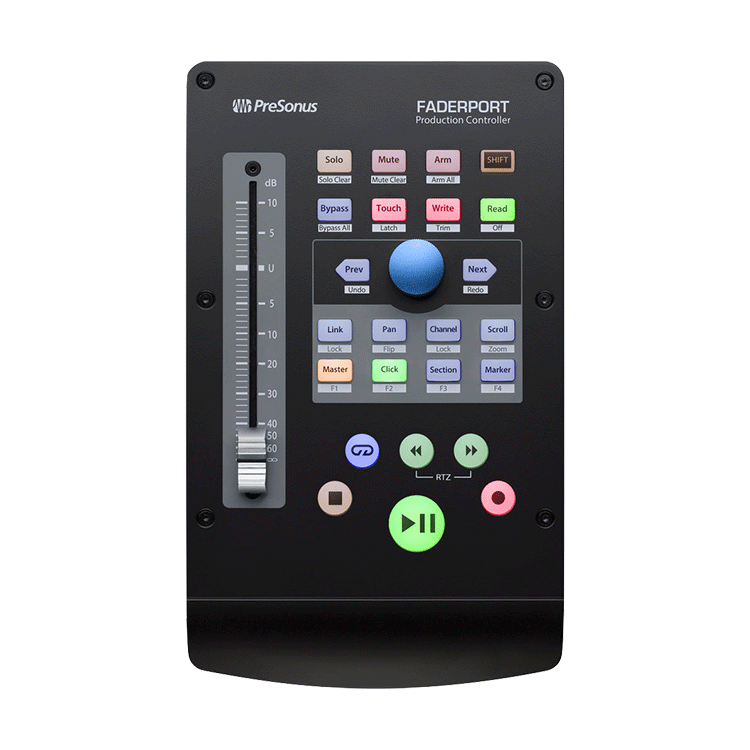 PreSonus
FADERPORT
Production Controller
Solo Mute Arm SHIFT
Solo Clear Mute Clear Arm All
Bypass Touch Write Read
Bypass All Latch Trim Off
Prev Next
Undo Redo
Link Pan Channel Scroll
Lock Flip Lock Zoom
Master Click Section Marker
F1 F2 F3 F4
RTZ
dB
10
5
U
5
10
20
30
40
50
60
∞